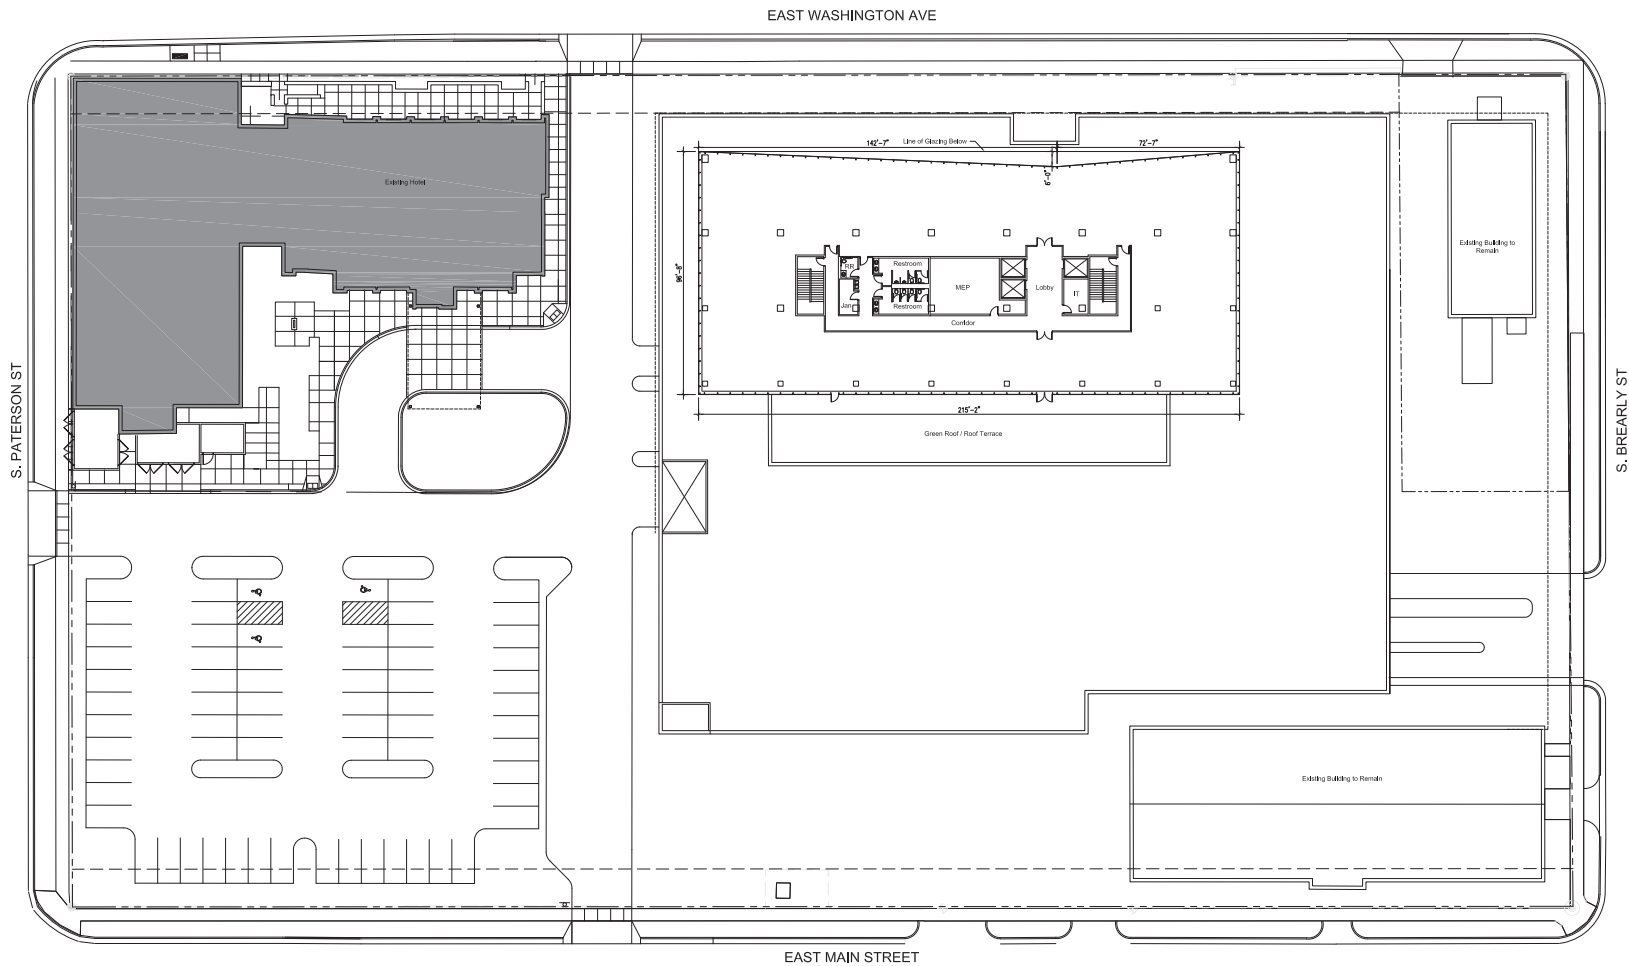 EAST WASHINGTON AVE
142'-7"
Line of Glazing Below
72'-7"
6'-0"
Existing Hotel
96'-8"
Existing Building to
Remain
RR
Restroom
MEP
Lobby
IT
Jan
Restroom
Corridor
215'-2"
Green Roof / Roof Terrace
S. PATERSON ST
S. BREARLY ST
Existing Building to Remain
EAST MAIN STREET